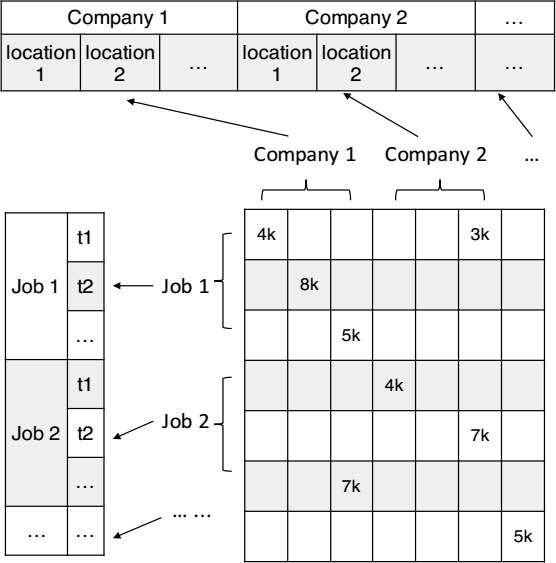 Company 1 Company 2 ...
location 1 location 2 ... location 1 location 2 ... ...
Company 1 Company 2 ...
4k 3k
t1
Job 1 t2 Job 1 8k
... 5k
t1 4k
Job 2 t2 Job 2 7k
... 7k
... ... ... ... 5k